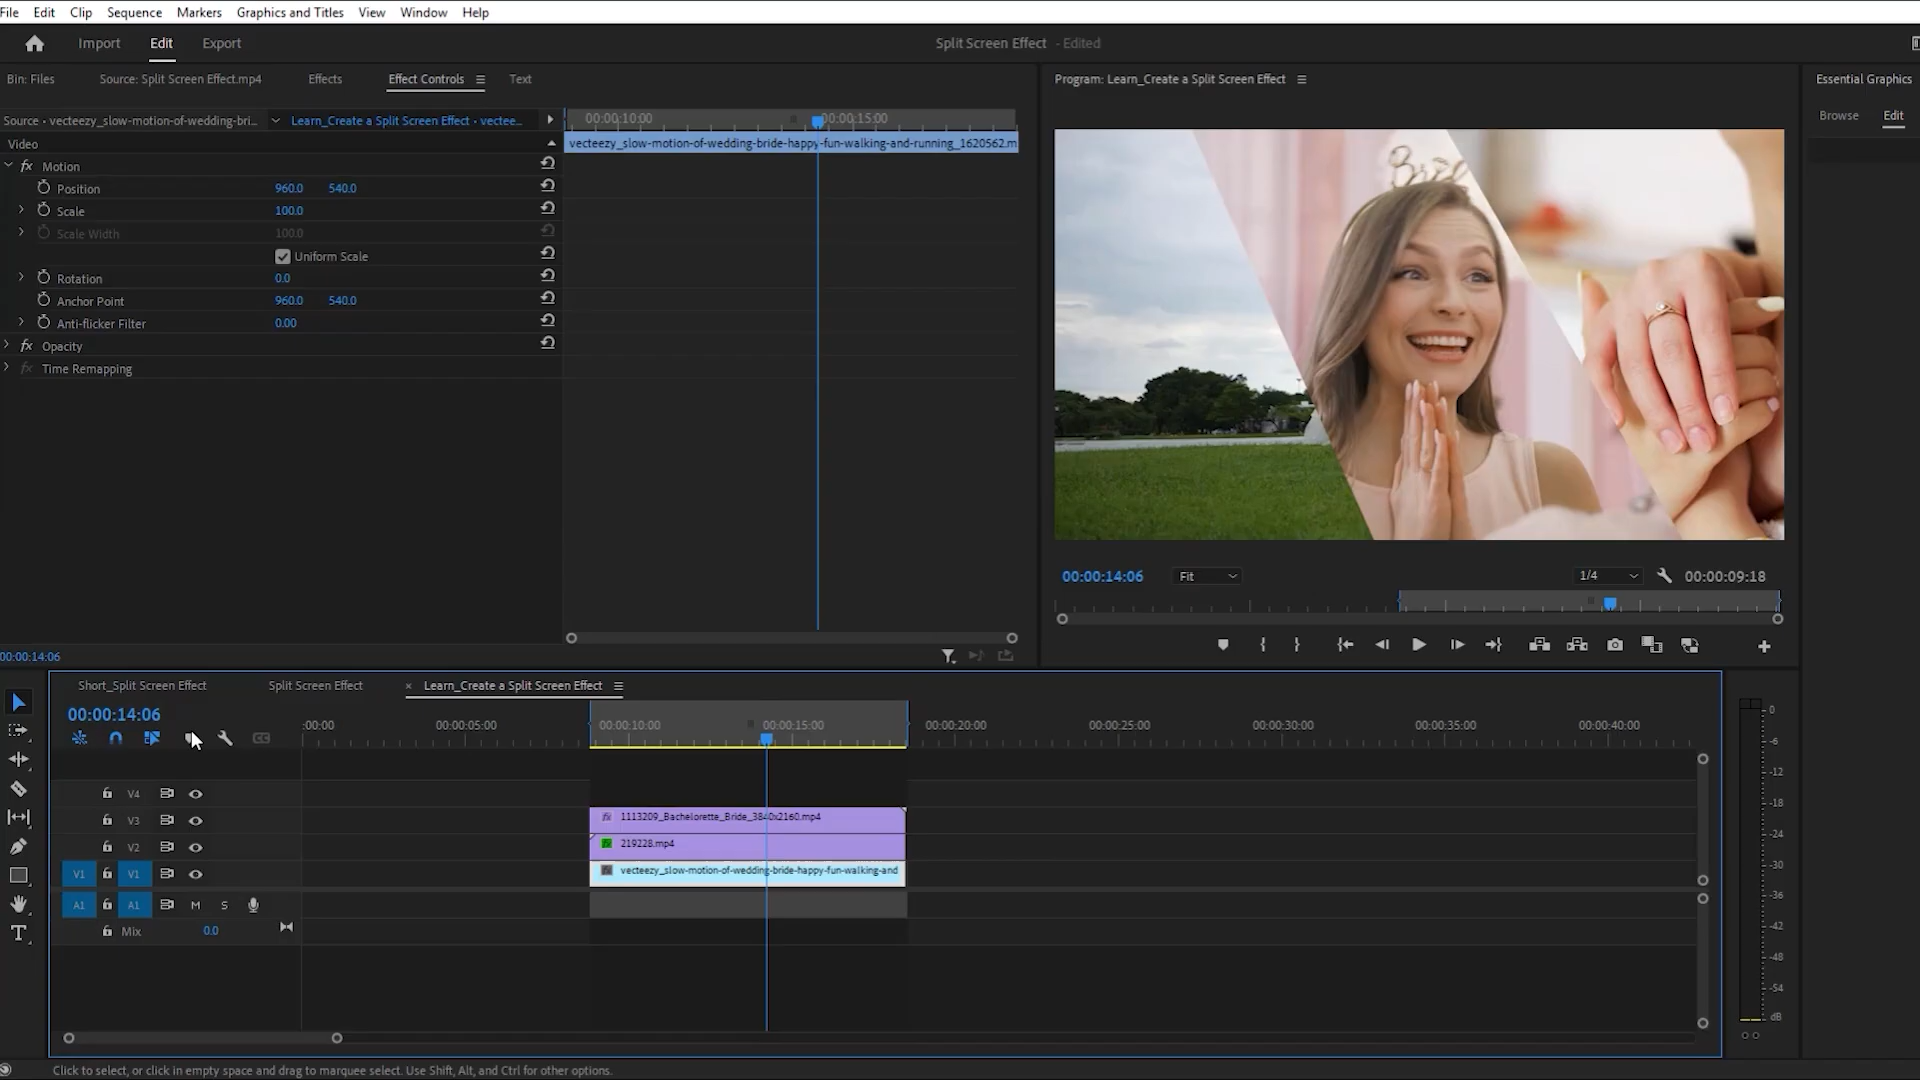 File Edit Clip Sequence Markers Graphics and Titles View Window Help
Import Edit Export
Split Screen Effect - Edited
Bin: Files Source: Split Screen Effect.mp4 Effects Effect Controls Text
Program: Learn_Create a Split Screen Effect
Essential Graphics
Browse Edit
Source • vecteezy_slow-motion-of-wedding-bri... Learn_Create a Split Screen Effect • vectee...
00:00:10:00 00:00:15:00
Video
vecteezy_slow-motion-of-wedding-bride-happy-fun-walking-and-running_1620562.m
fx Motion
Position 960.0 540.0
Scale 100.0
Scale Width 100.0
Uniform Scale
Rotation 0.0
Anchor Point 960.0 540.0
Anti-flicker Filter 0.00
fx Opacity
fx Time Remapping
Bride
00:00:14:06 Fit 1/4 00:00:09:18
00:00:14:06
Short_Split Screen Effect Split Screen Effect × Learn_Create a Split Screen Effect
00:00:14:06
:00:00 00:00:05:00 00:00:10:00 00:00:15:00 00:00:20:00 00:00:25:00 00:00:30:00 00:00:35:00 00:00:40:00
CC
V4
V3 fx 1113209_Bachelorette_Bride_3840x2160.mp4
V2 fx 219228.mp4
V1 V1 fx vecteezy_slow-motion-of-wedding-bride-happy-fun-walking-and
A1 A1 M S
Mix 0.0
T
0
-6
-12
-18
-24
-30
-36
-42
-48
-54
dB
Click to select, or click in empty space and drag to marquee select. Use Shift, Alt, and Ctrl for other options.